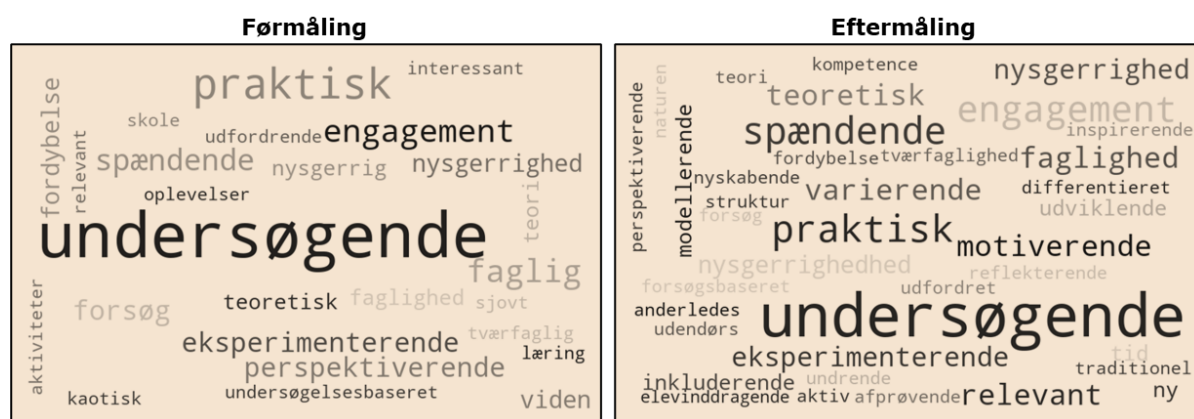 Førmåling
praktisk
interessant
fordybelse
skole
udfordrende
engagement
relevant
spændende
nysgerrig
nysgerrighed
oplevelser
teori
undersøgende
faglig
aktiviteter
forsøg
teoretisk
faglighed
sjovt
eksperimenterende
tværfaglig
læring
perspektiverende
kaotisk
undersøgelsesbaseret
viden
Eftermåling
perspektiverende
naturen
teori
kompetence
nysgerrighed
modellerende
teoretisk
engagement
spændende
inspirerende
fordybelse
tværfaglighed
faglighed
nyskabende
varierende
differentieret
struktur
forsøg
udviklende
praktisk
motiverende
nysgerrighedhed
reflekterende
forsøgsbaseret
udfordret
anderledes
undersøgende
udendørs
eksperimenterende
tid
traditionel
inkluderende
undrende
elevinddragende
aktiv
afprøvende
relevant
ny